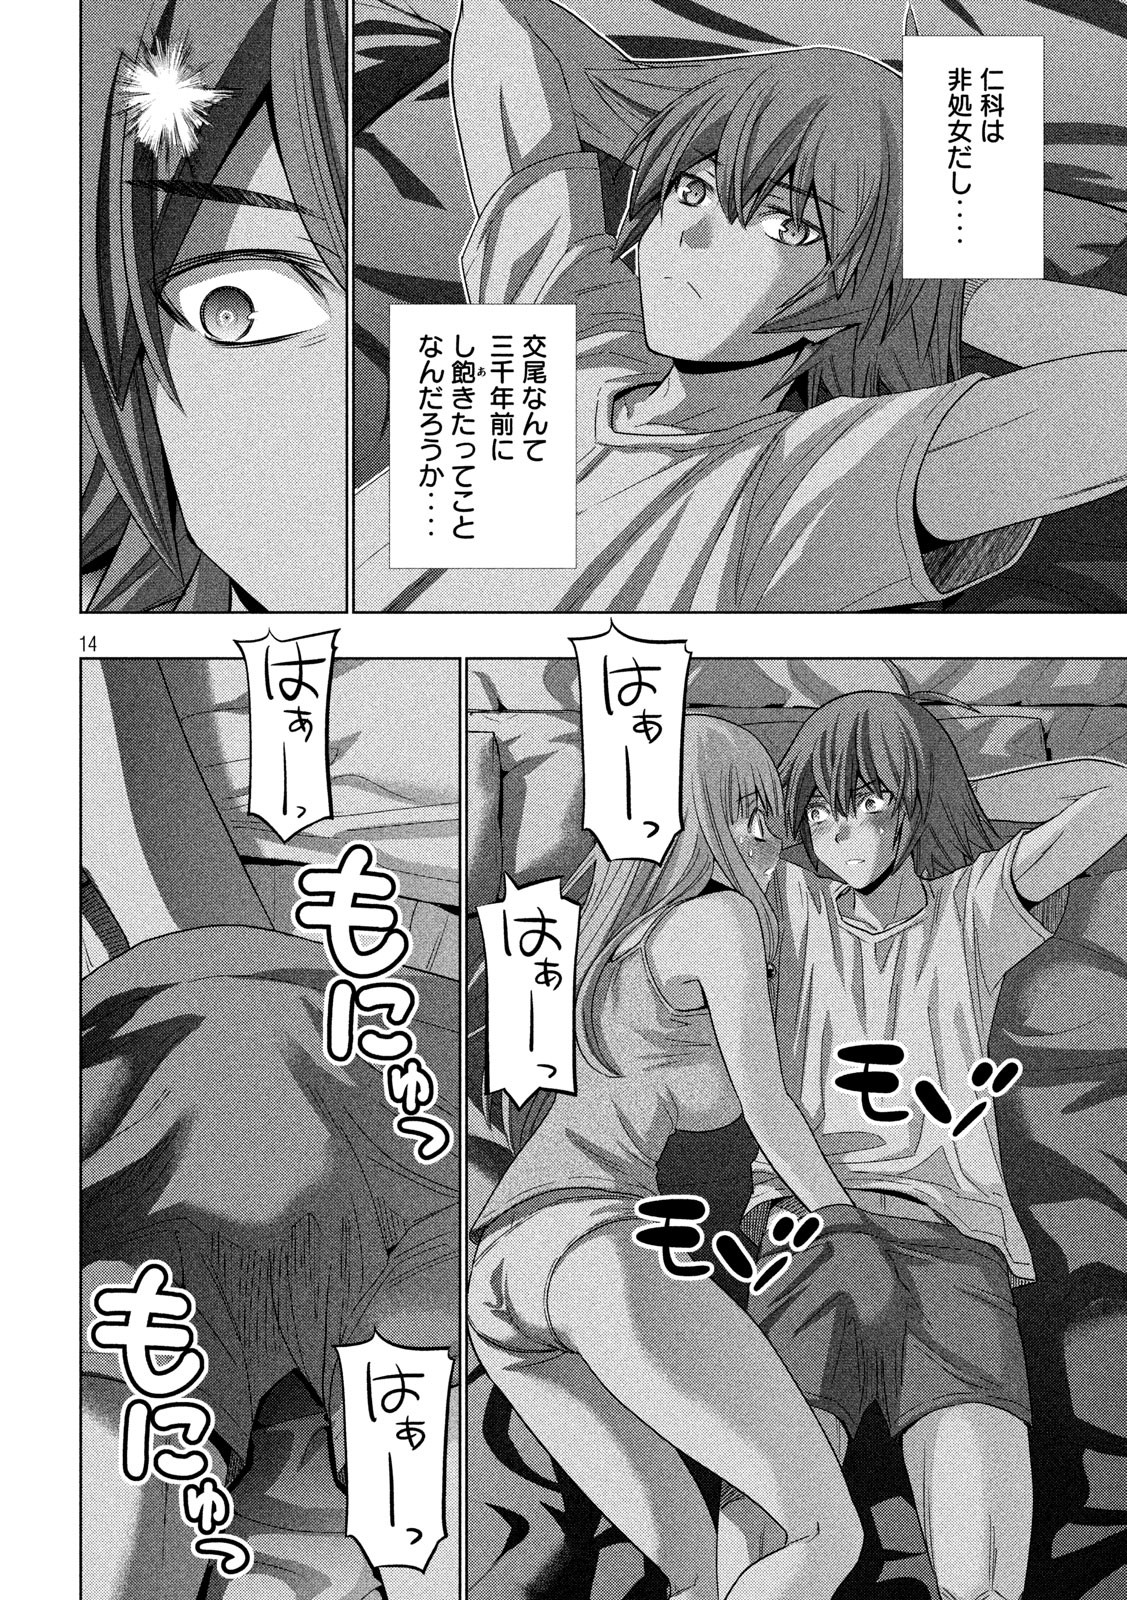 仁科は
非処女だし‥‥
交尾なんて
三千年前に
し飽きたってこと
なんだろうか‥‥
あ
14
はぁーっ
はぁーっ
モゾ
モゾ
はぁーっ
もにゅっ
もにゅっ
はぁーっ